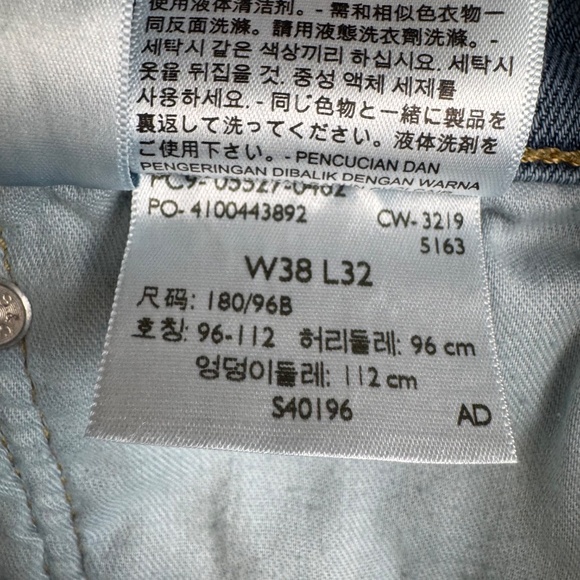 使用液体清洁剂. - 需和相似色衣物一
同反面洗滌. 請用液態洗衣劑洗滌. -
세탁시 같은 색상끼리 하십시요. 세탁시
옷을 뒤집을 것. 중성 액체 세제를
사용하세요. - 同じ色物と一緒に製品を
裏返して洗ってください。液体洗剤を
ご使用下さい。- PENCUCIAN DAN
PENGERINGAN DIBALIK DENGAN WARNA
PC9- 05527-0462
PO- 4100443892 CW- 3219
5163
W38 L32
尺码: 180/96B
호칭: 96-112 허리둘레: 96 cm
엉덩이둘레: 112 cm
S40196 AD